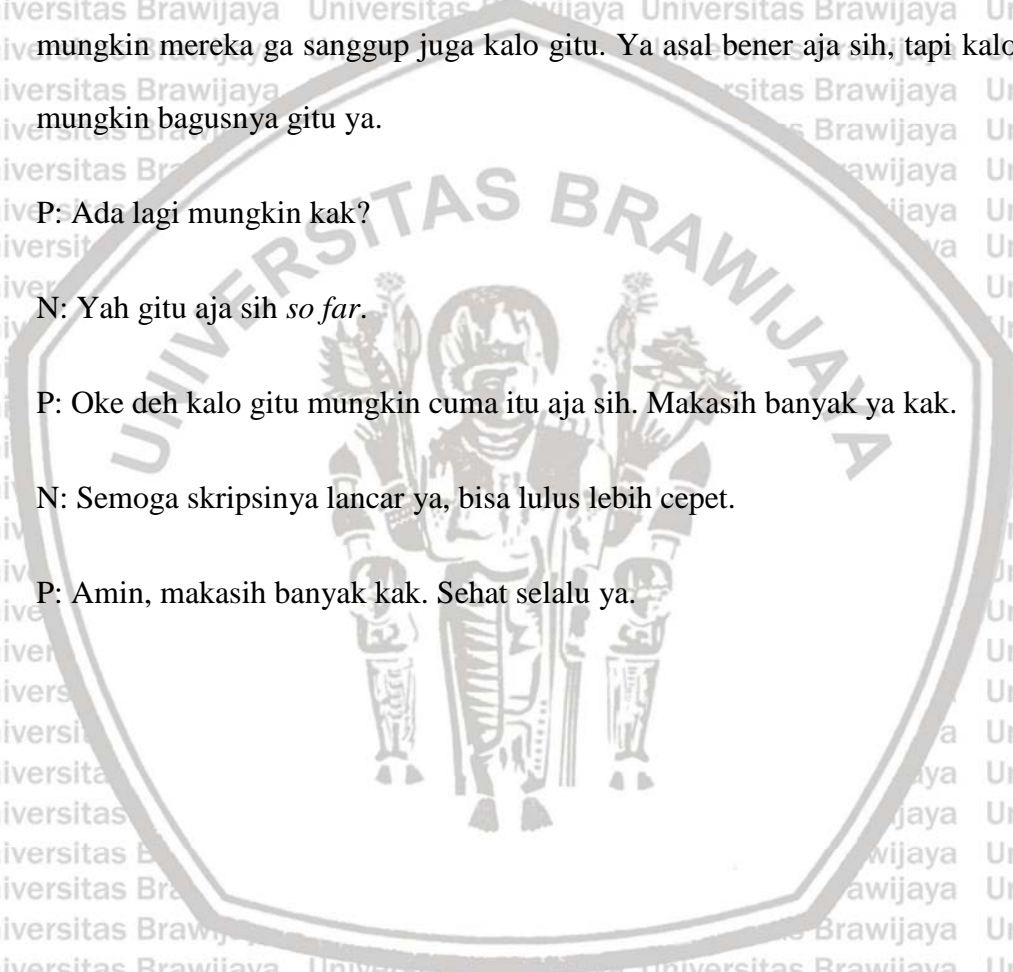 mungkin mereka ga sanggup juga kalo gitu. Ya asal bener aja sih, tapi kalo
mungkin bagusnya gitu ya.
P: Ada lagi mungkin kak?
N: Yah gitu aja sih so far.
P: Oke deh kalo gitu mungkin cuma itu aja sih. Makasih banyak ya kak.
N: Semoga skripsinya lancar ya, bisa lulus lebih cepet.
P: Amin, makasih banyak kak. Sehat selalu ya.
UNIVERSITAS BRAWIJAYA